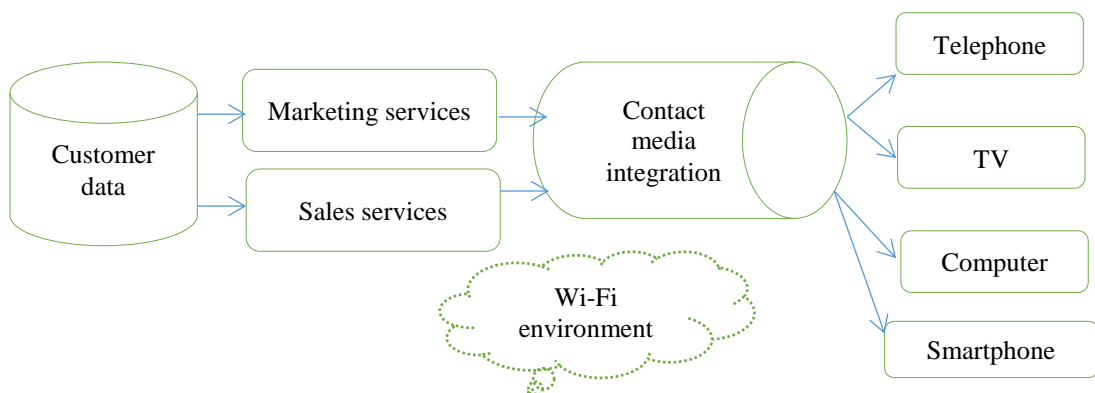 Customer
data
Marketing services
Sales services
Contact
media
integration
Wi-Fi
environment
Telephone
TV
Computer
Smartphone